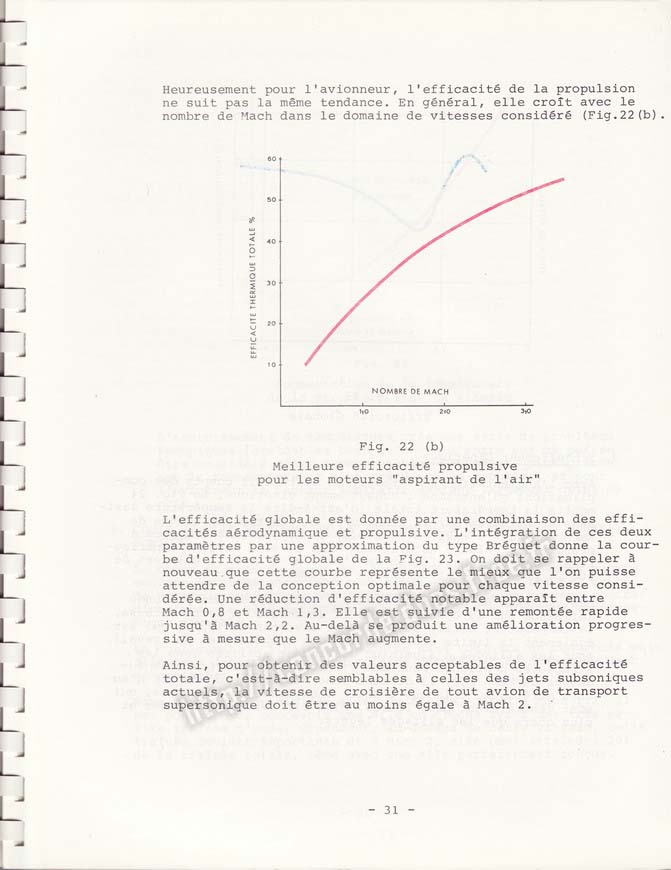 Heureusement pour l'avionneur, l'efficacité de la propulsion
ne suit pas la même tendance. En général, elle croît avec le
nombre de Mach dans le domaine de vitesses considéré (Fig.22(b).
60
50
40
30
20
10
EFFICACITE THERMIQUE TOTALE %
NOMBRE DE MACH
1,0 2,0 3,0
Fig. 22 (b)
Meilleure efficacité propulsive
pour les moteurs "aspirant de l'air"
L'efficacité globale est donnée par une combinaison des effi-
cacités aérodynamique et propulsive. L'intégration de ces deux
paramètres par une approximation du type Bréguet donne la cour-
be d'efficacité globale de la Fig. 23. On doit se rappeler à
nouveau que cette courbe représente le mieux que l'on puisse
attendre de la conception optimale pour chaque vitesse consi-
dérée. Une réduction d'efficacité notable apparaît entre
Mach 0,8 et Mach 1,3. Elle est suivie d'une remontée rapide
jusqu'à Mach 2,2. Au-delà se produit une amélioration progres-
sive à mesure que le Mach augmente.
Ainsi, pour obtenir des valeurs acceptables de l'efficacité
totale, c'est-à-dire semblables à celles des jets subsoniques
actuels, la vitesse de croisière de tout avion de transport
supersonique doit être au moins égale à Mach 2.
- 31 -